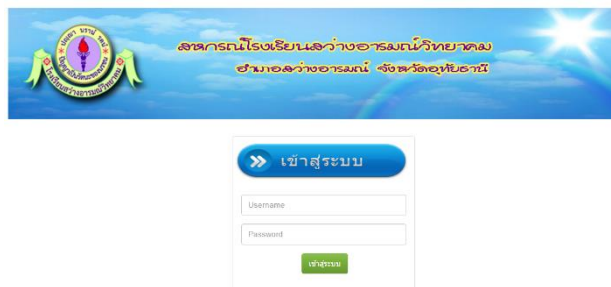 สหกรณ์โรงเรียนสว่างอารมณ์วิทยาคม
อำเภอสว่างอารมณ์ จังหวัดอุทัยธานี
เข้าสู่ระบบ
Username
Password
เข้าสู่ระบบ